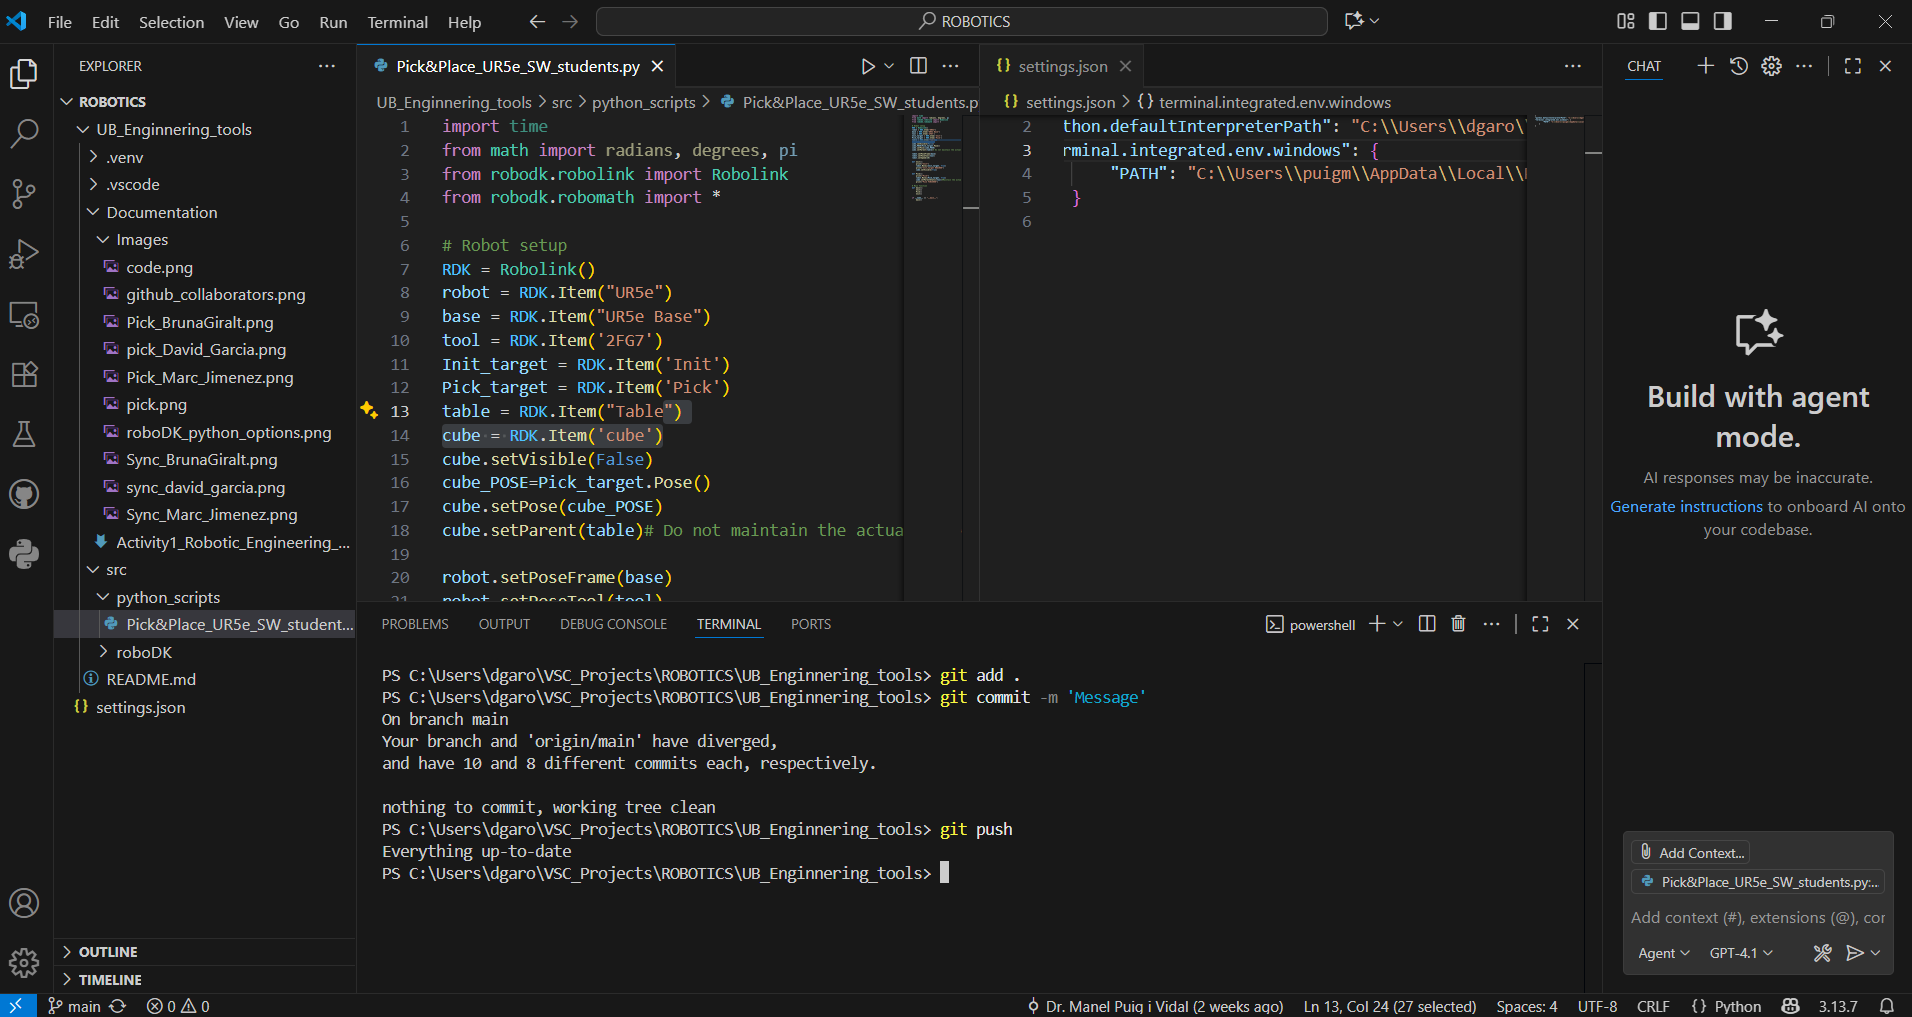 File Edit Selection View Go Run Terminal Help
ROBOTICS
EXPLORER
ROBOTICS
UB_Enginnering_tools
.venv
.vscode
Documentation
Images
code.png
github_collaborators.png
Pick_BrunaGiralt.png
pick_David_Garcia.png
Pick_Marc_Jimenez.png
pick.png
roboDK_python_options.png
Sync_BrunaGiralt.png
sync_david_garcia.png
Sync_Marc_Jimenez.png
Activity1_Robotic_Engineering_...
src
python_scripts
Pick&Place_UR5e_SW_student...
roboDK
README.md
settings.json
OUTLINE
TIMELINE
Pick&Place_UR5e_SW_students.py
UB_Enginnering_tools > src > python_scripts > Pick&Place_UR5e_SW_students.p
1 import time
2 from math import radians, degrees, pi
3 from robodk.robolink import Robolink
4 from robodk.robomath import *
5
6 # Robot setup
7 RDK = Robolink()
8 robot = RDK.Item("UR5e")
9 base = RDK.Item("UR5e Base")
10 tool = RDK.Item('2FG7')
11 Init_target = RDK.Item('Init')
12 Pick_target = RDK.Item('Pick')
13 table = RDK.Item("Table")
14 cube = RDK.Item('cube')
15 cube.setVisible(False)
16 cube_POSE=Pick_target.Pose()
17 cube.setPose(cube_POSE)
18 cube.setParent(table)# Do not maintain the actua
19
20 robot.setPoseFrame(base)
21 robot.setPoseTool(tool)
settings.json
settings.json > {} terminal.integrated.env.windows
2 thon.defaultInterpreterPath": "C:\\Users\\dgaro\
3 rminal.integrated.env.windows": {
4 "PATH": "C:\\Users\\puigm\\AppData\\Local\\
5 }
6
PROBLEMS OUTPUT DEBUG CONSOLE TERMINAL PORTS
powershell
PS C:\Users\dgaro\VSC_Projects\ROBOTICS\UB_Enginnering_tools> git add .
PS C:\Users\dgaro\VSC_Projects\ROBOTICS\UB_Enginnering_tools> git commit -m 'Message'
On branch main
Your branch and 'origin/main' have diverged,
and have 10 and 8 different commits each, respectively.
nothing to commit, working tree clean
PS C:\Users\dgaro\VSC_Projects\ROBOTICS\UB_Enginnering_tools> git push
Everything up-to-date
PS C:\Users\dgaro\VSC_Projects\ROBOTICS\UB_Enginnering_tools>
CHAT
Build with agent
mode.
AI responses may be inaccurate.
Generate instructions to onboard AI onto
your codebase.
Add Context...
Pick&Place_UR5e_SW_students.py:...
Add context (#), extensions (@), cor
Agent GPT-4.1
main 0 0 Dr. Manel Puig i Vidal (2 weeks ago) Ln 13, Col 24 (27 selected) Spaces: 4 UTF-8 CRLF {} Python 3.13.7